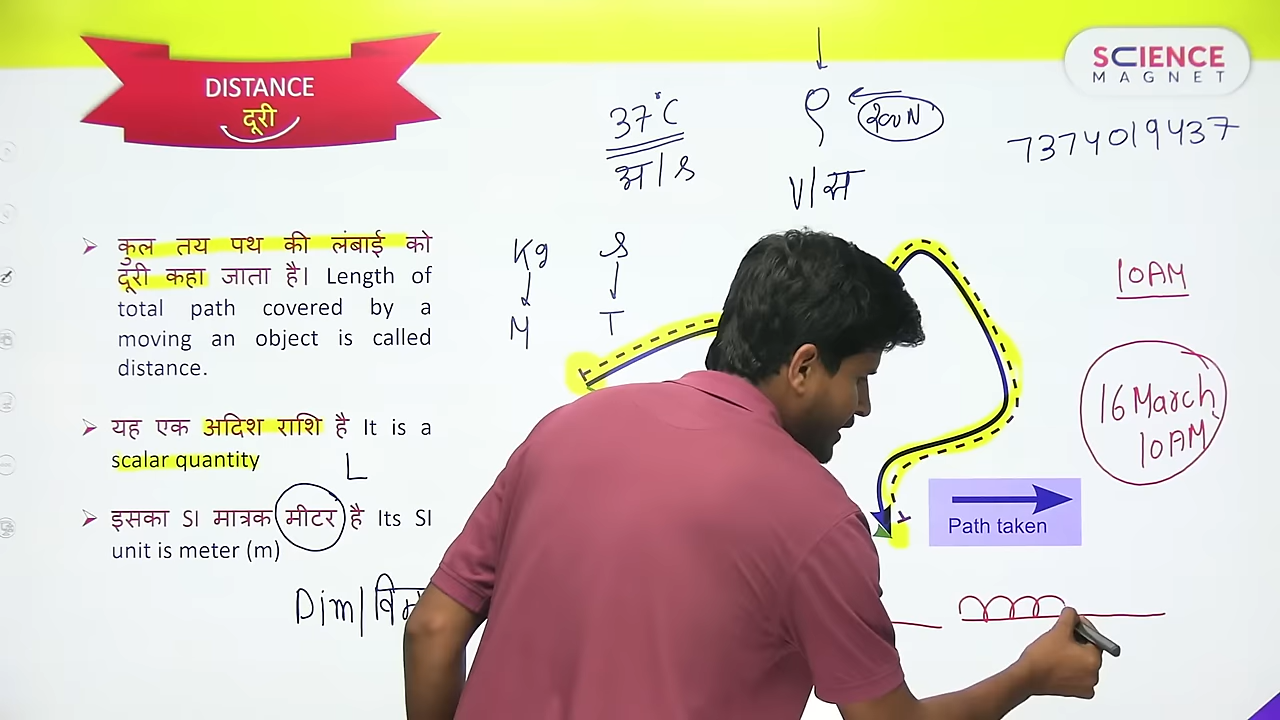 DISTANCE
दूरी
SCIENCE
MAGNET
37°C
अ/s
200N
V/स
7374019437
कुल तय पथ की लंबाई को
दूरी कहा जाता है। Length of
total path covered by a
moving an object is called
distance.
Kg
S
M
T
10AM
16 March
10AM
यह एक अदिश राशि है It is a
scalar quantity
L
इसका SI मात्रक मीटर है Its SI
unit is meter (m)
Path taken
Dim/